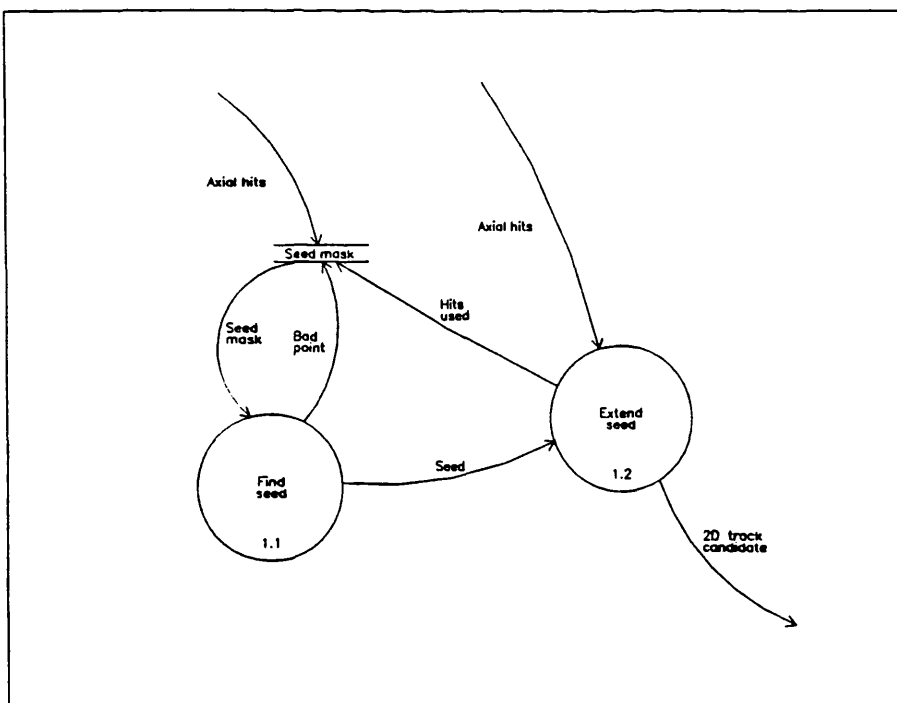 Axial hits
Axial hits
Seed mask
Hits
used
Seed
mask
Bad
point
Extend
seed
1.2
Seed
Find
seed
1.1
2D track
candidate